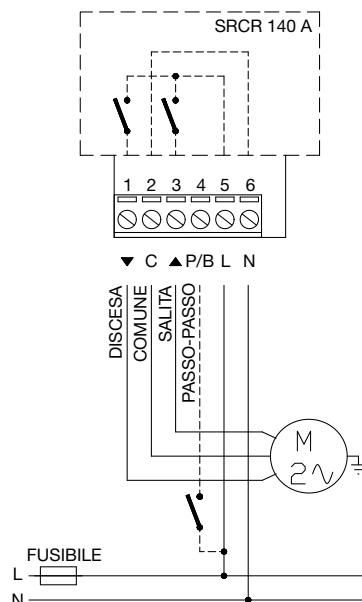 SRCR 140 A
1 2 3 4 5 6
▼ C ▲ P/B L N
DISCESA
COMUNE
SALITA
PASSO-PASSO
M
2∿
FUSIBILE
L
N